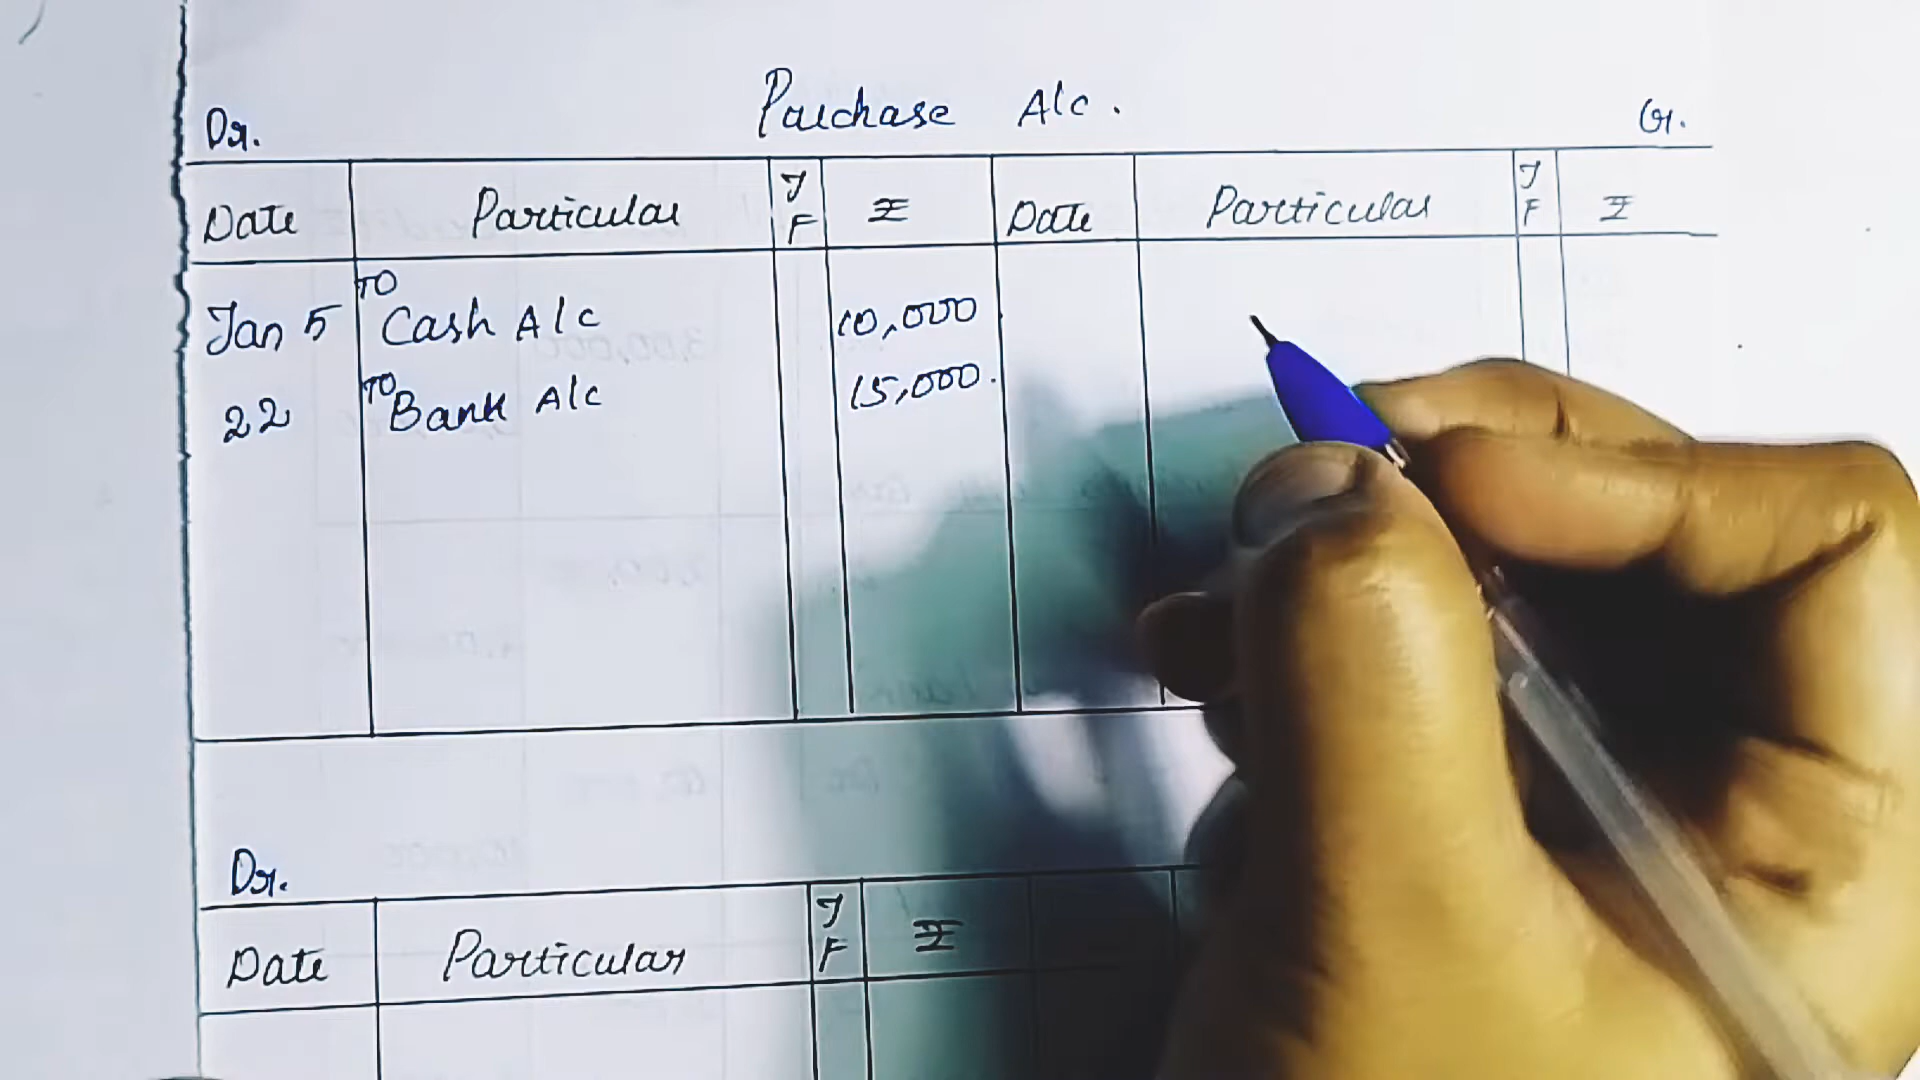 Purchase A/c.
Dr. Cr.
Date Particular J F ₹ Date Particular J F ₹
Jan 5 To Cash A/c 10,000
22 To Bank A/c 15,000.
Dr.
Date Particular J F ₹